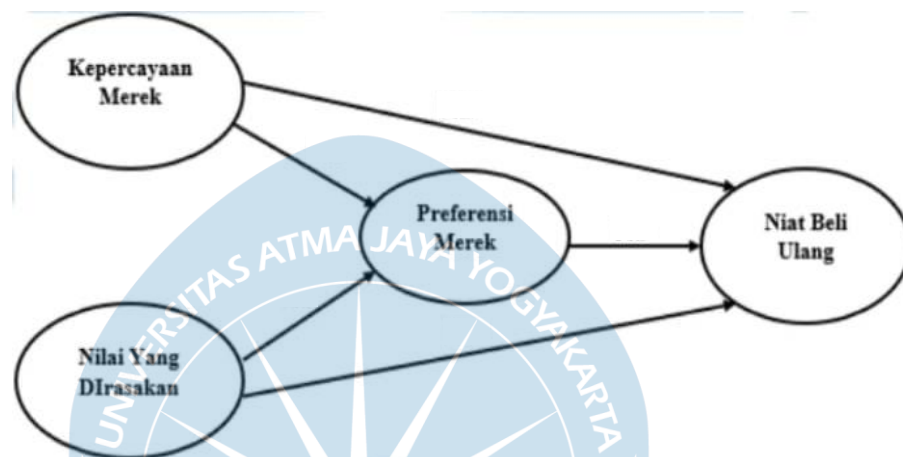 Kepercayaan
Merek
Preferensi
Merek
Niat Beli
Ulang
Nilai Yang
DIrasakan
UNIVERSITAS ATMA JAYA YOGYAKARTA